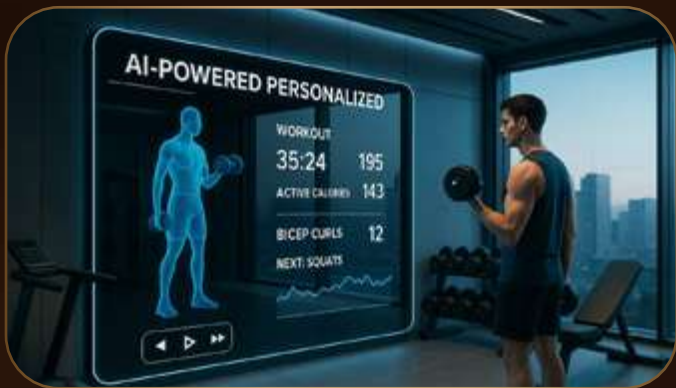 AI-POWERED PERSONALIZED
WORKOUT
35:24 195
ACTIVE CALORIES 143
BICEP CURLS 12
NEXT: SQUATS